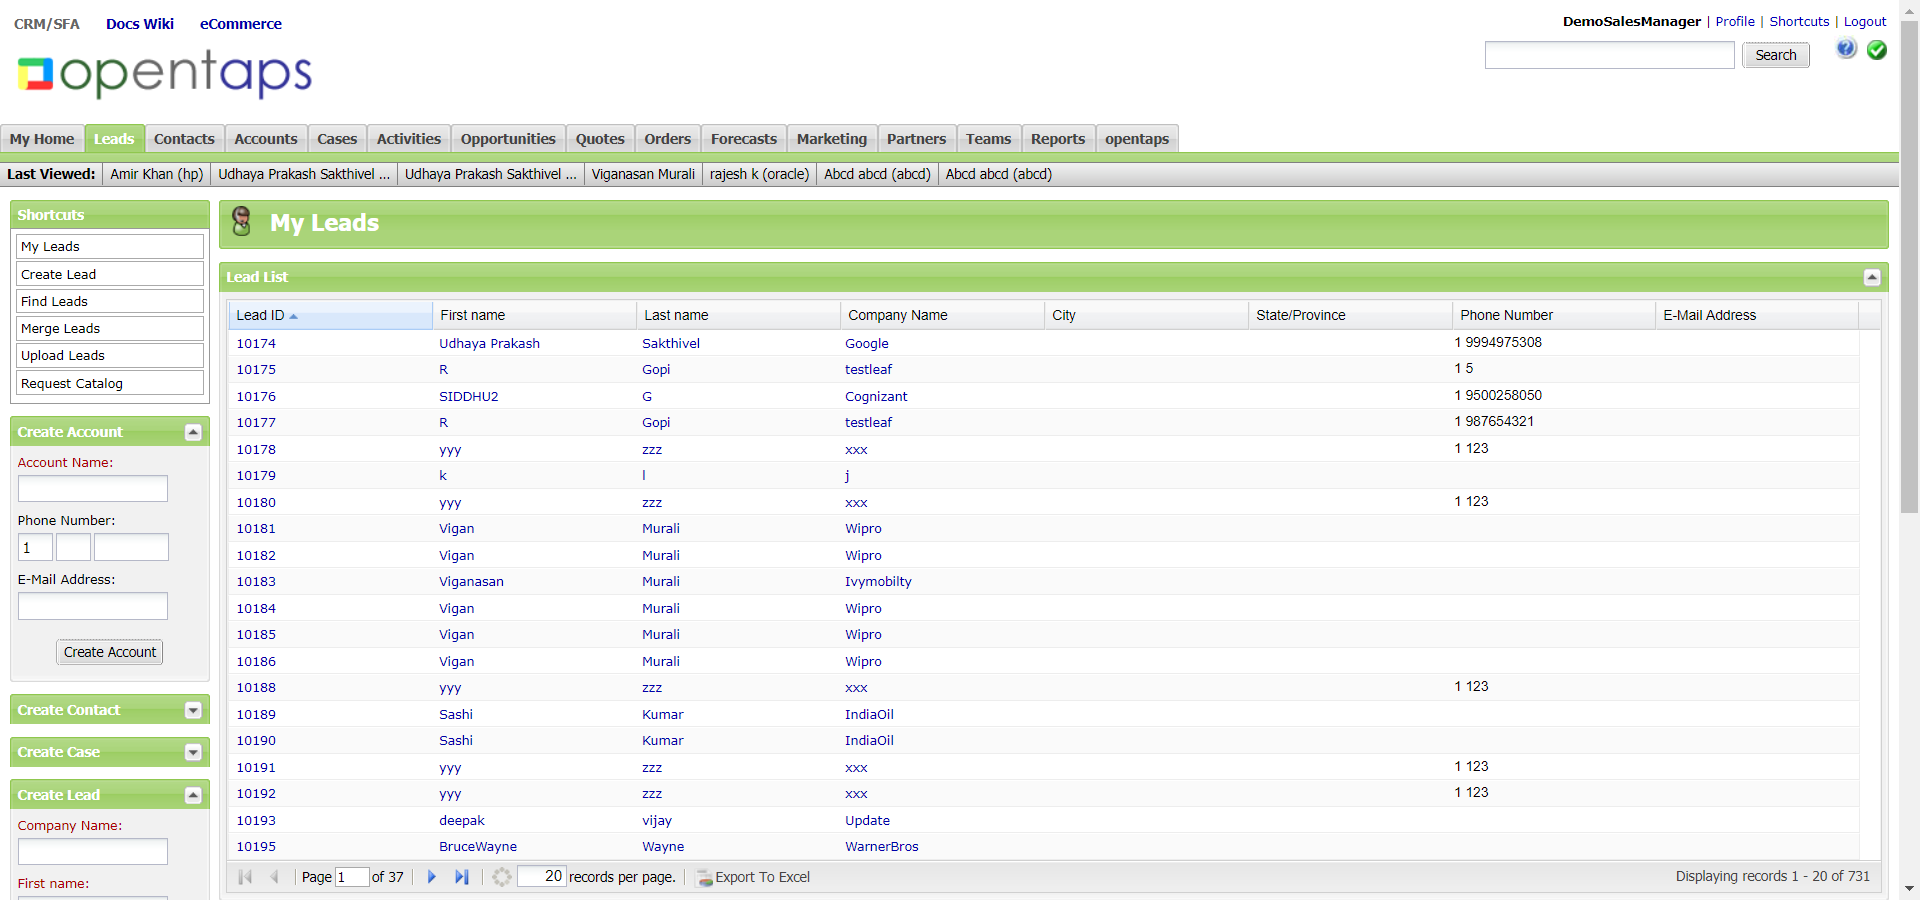 CRM/SFA Docs Wiki eCommerce
DemoSalesManager | Profile | Shortcuts | Logout
opentaps
Search
My Home Leads Contacts Accounts Cases Activities Opportunities Quotes Orders Forecasts Marketing Partners Teams Reports opentaps
Last Viewed: Amir Khan (hp) Udhaya Prakash Sakthivel ... Udhaya Prakash Sakthivel ... Viganasan Murali rajesh k (oracle) Abcd abcd (abcd) Abcd abcd (abcd)
Shortcuts
My Leads
Create Lead
Find Leads
Merge Leads
Upload Leads
Request Catalog
Create Account
Account Name:
Phone Number:
1
E-Mail Address:
Create Account
Create Contact
Create Case
Create Lead
Company Name:
First name:
My Leads
Lead List
Lead ID First name Last name Company Name City State/Province Phone Number E-Mail Address
10174 Udhaya Prakash Sakthivel Google 1 9994975308
10175 R Gopi testleaf 1 5
10176 SIDDHU2 G Cognizant 1 9500258050
10177 R Gopi testleaf 1 987654321
10178 yyy zzz xxx 1 123
10179 k l j
10180 yyy zzz xxx 1 123
10181 Vigan Murali Wipro
10182 Vigan Murali Wipro
10183 Viganasan Murali Ivymobilty
10184 Vigan Murali Wipro
10185 Vigan Murali Wipro
10186 Vigan Murali Wipro
10188 yyy zzz xxx 1 123
10189 Sashi Kumar IndiaOil
10190 Sashi Kumar IndiaOil
10191 yyy zzz xxx 1 123
10192 yyy zzz xxx 1 123
10193 deepak vijay Update
10195 BruceWayne Wayne WarnerBros
Page 1 of 37 20 records per page. Export To Excel Displaying records 1 - 20 of 731